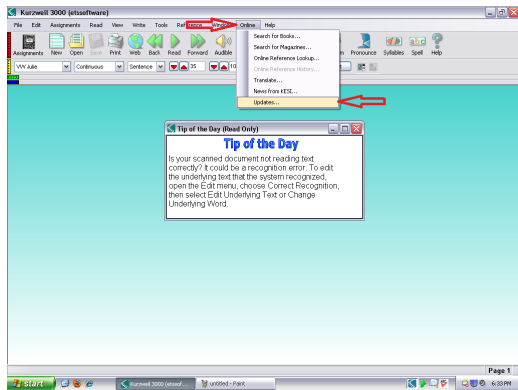 Kurzweil 3000 (etssoftware)
File Edit Assignments Read View Write Tools Reference Window Online Help
Assignments New Open Save Print Web Back Read Forward Audible Pronounce Syllables Spell Help
VW Julie Continuous Sentence 35
Search for Books...
Search for Magazines...
Online Reference Lookup...
Online Reference History...
Translate...
News from KESI...
Updates...
Tip of the Day (Read Only)
Tip of the Day
Is your scanned document not reading text
correctly? It could be a recognition error. To edit
the underlying text that the system recognized,
open the Edit menu, choose Correct Recognition,
then select Edit Underlying Text or Change
Underlying Word.
Page 1
start Kurzweil 3000 (etssof... untitled - Paint 6:33 PM